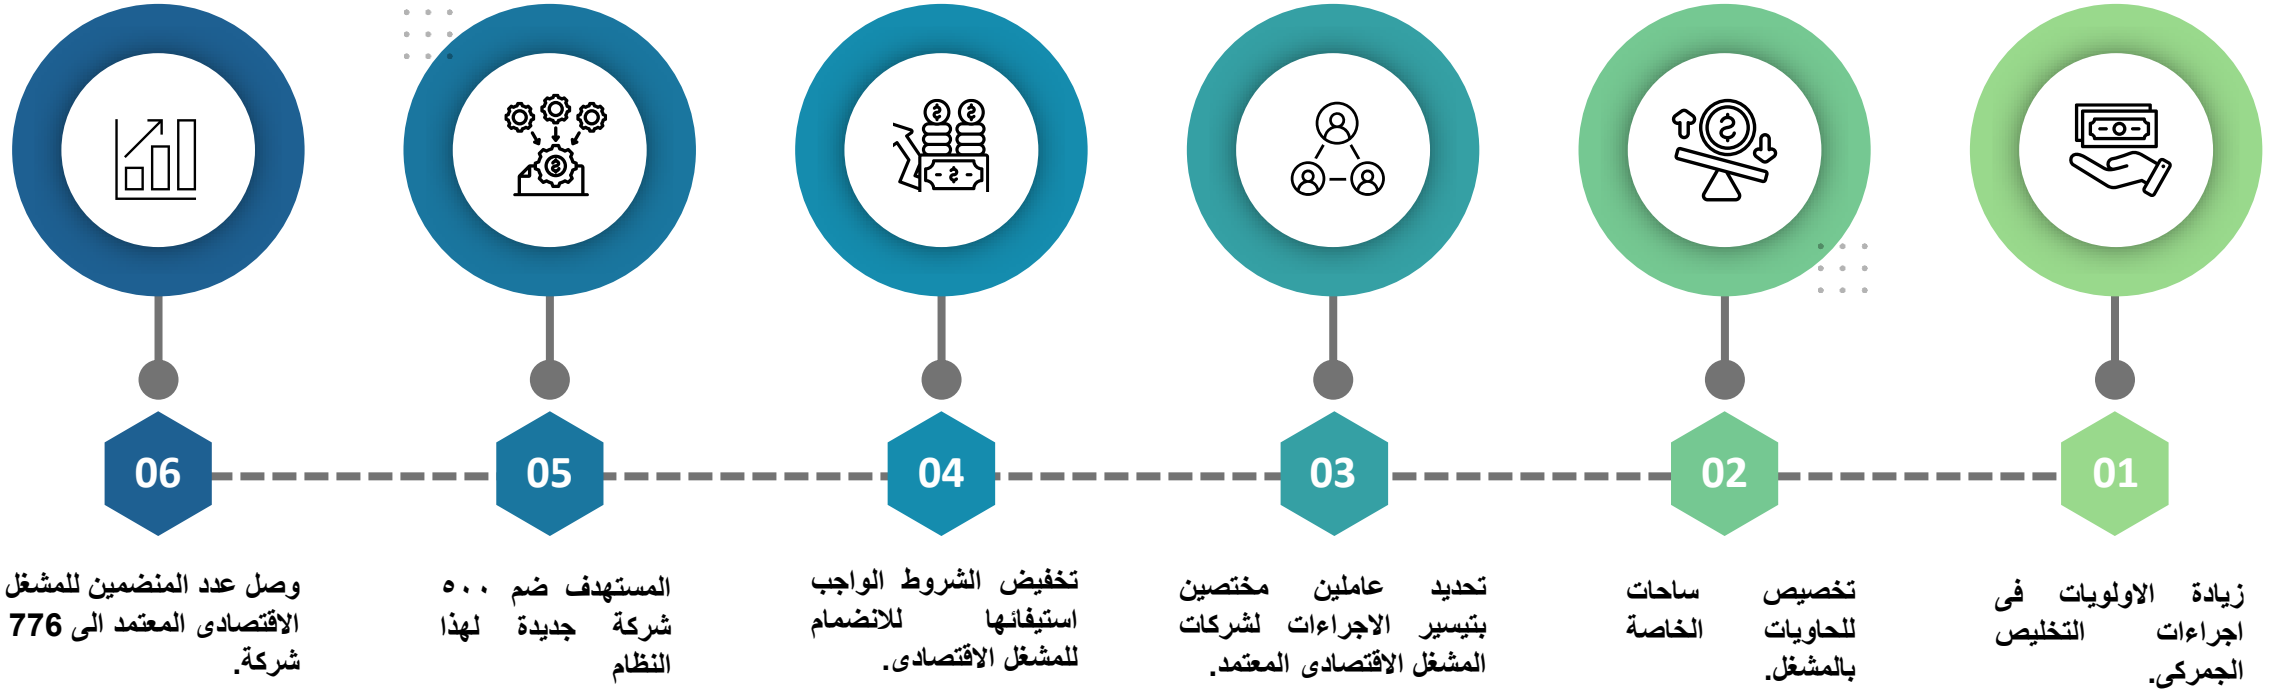 01
زيادة الاولويات فى
اجراءات التخليص
الجمركى.
02
تخصيص ساحات
للحاويات الخاصة
بالمشغل.
03
تحديد عاملين مختصين
بتيسير الاجراءات لشركات
المشغل الاقتصادى المعتمد.
04
تخفيض الشروط الواجب
استيفائها للانضمام
للمشغل الاقتصادى.
05
المستهدف ضم ٥٠٠
شركة جديدة لهذا
النظام
06
وصل عدد المنضمين للمشغل
الاقتصادى المعتمد الى 776
شركة.